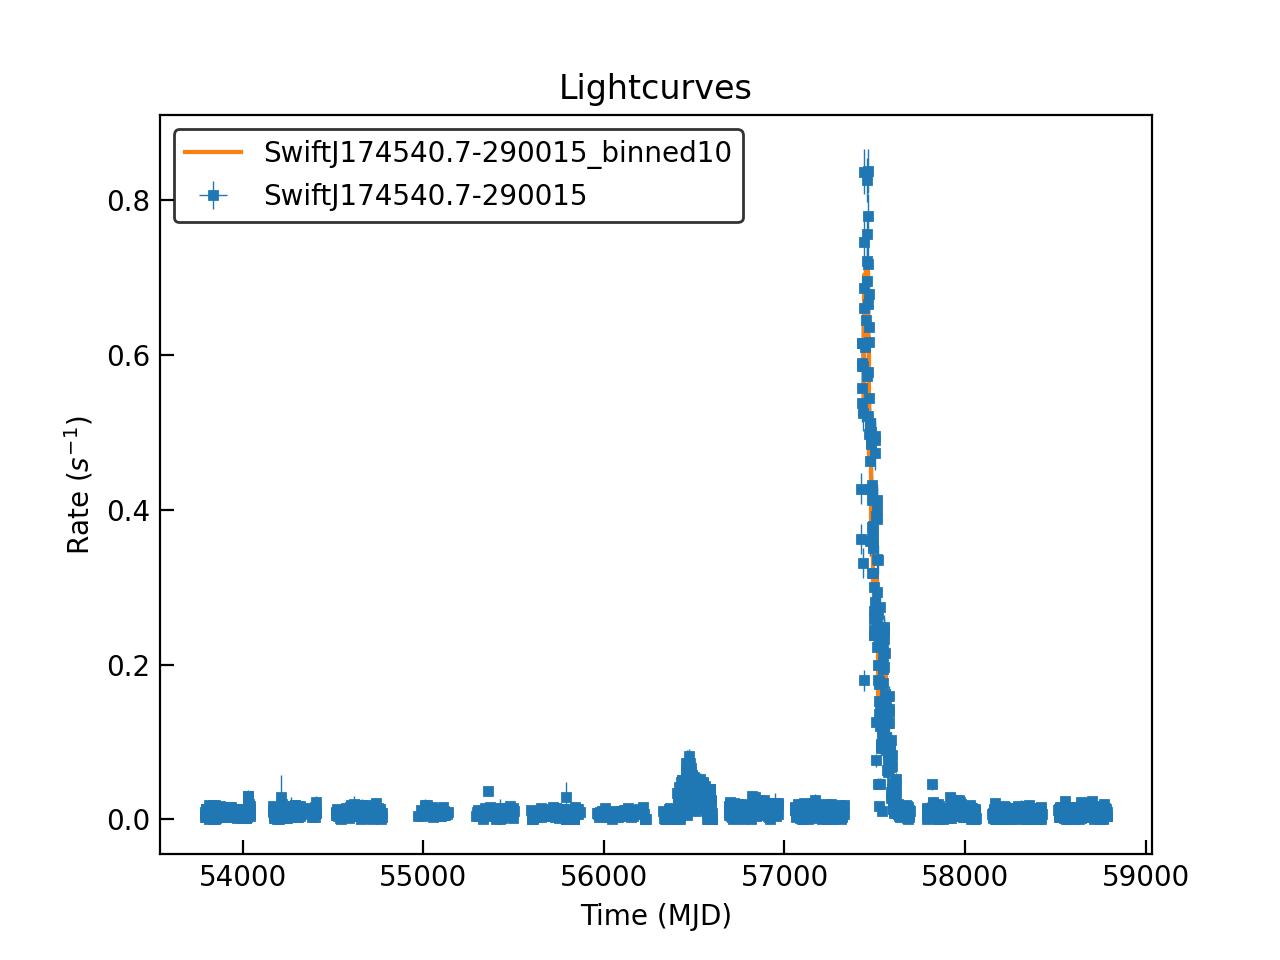 Lightcurves
SwiftJ174540.7-290015_binned10
SwiftJ174540.7-290015
0.8
0.6
0.4
0.2
0.0
Rate (s⁻¹)
54000 55000 56000 57000 58000 59000
Time (MJD)